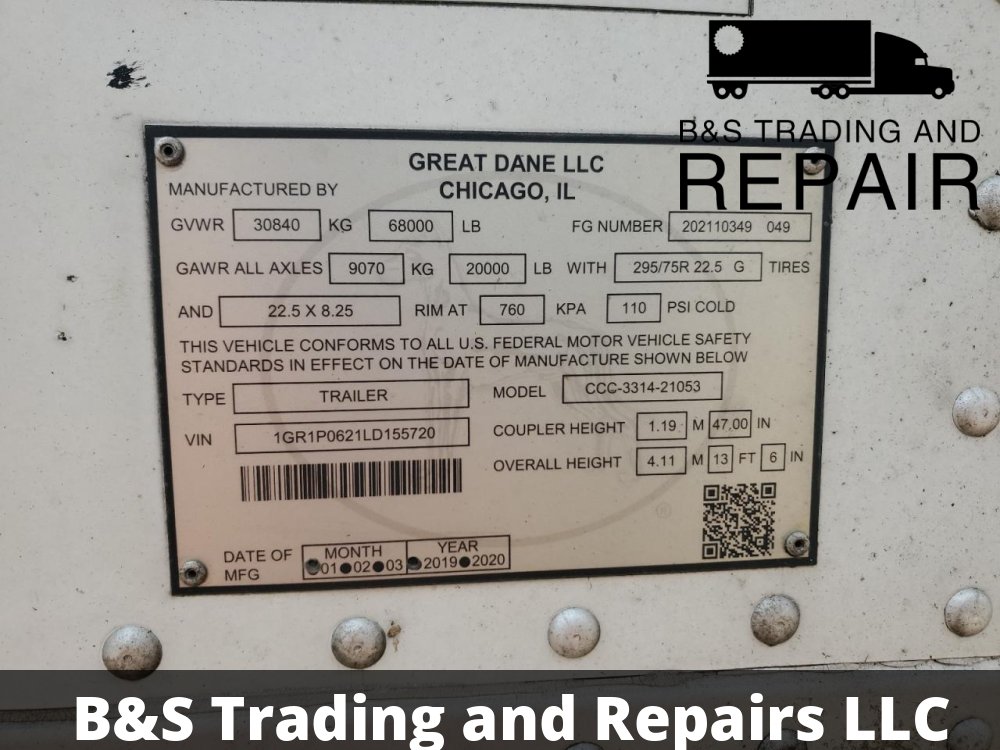 B&S TRADING AND
REPAIR
GREAT DANE LLC
MANUFACTURED BY CHICAGO, IL
GVWR 30840 KG 68000 LB FG NUMBER 202110349 049
GAWR ALL AXLES 9070 KG 20000 LB WITH 295/75R 22.5 G TIRES
AND 22.5 X 8.25 RIM AT 760 KPA 110 PSI COLD
THIS VEHICLE CONFORMS TO ALL U.S. FEDERAL MOTOR VEHICLE SAFETY
STANDARDS IN EFFECT ON THE DATE OF MANUFACTURE SHOWN BELOW
TYPE TRAILER MODEL CCC-3314-21053
VIN 1GR1P0621LD155720 COUPLER HEIGHT 1.19 M 47.00 IN
OVERALL HEIGHT 4.11 M 13 FT 6 IN
®
DATE OF MFG MONTH YEAR
01 02 03 2019 2020
B&S Trading and Repairs LLC